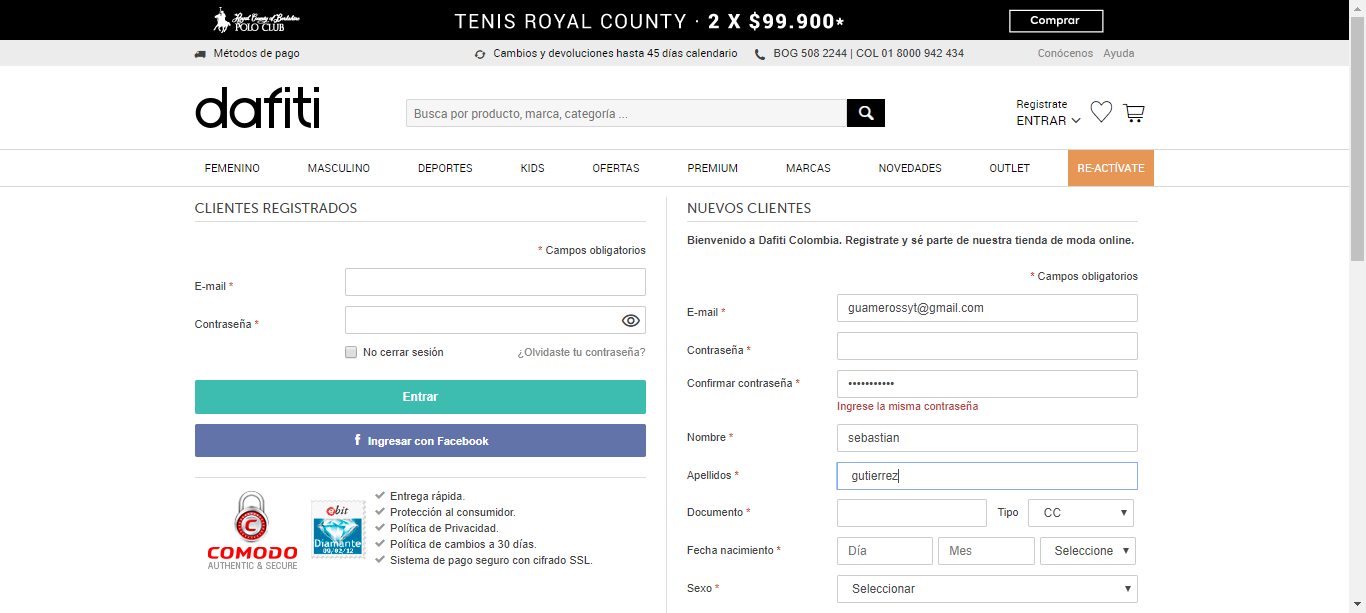 Royal County of Berkshire
POLO CLUB
TENIS ROYAL COUNTY · 2 X $99.900*
Comprar
Métodos de pago
Cambios y devoluciones hasta 45 días calendario
BOG 508 2244 | COL 01 8000 942 434
Conócenos Ayuda
dafiti
Busca por producto, marca, categoría ...
Registrate
ENTRAR
FEMENINO MASCULINO DEPORTES KIDS OFERTAS PREMIUM MARCAS NOVEDADES OUTLET RE-ACTÍVATE
CLIENTES REGISTRADOS
* Campos obligatorios
E-mail *
Contraseña *
No cerrar sesión
¿Olvidaste tu contraseña?
Entrar
f Ingresar con Facebook
COMODO
AUTHENTIC & SECURE
ebit
Diamante
09/02/12
Entrega rápida.
Protección al consumidor.
Política de Privacidad.
Política de cambios a 30 días.
Sistema de pago seguro con cifrado SSL.
NUEVOS CLIENTES
Bienvenido a Dafiti Colombia. Registrate y sé parte de nuestra tienda de moda online.
* Campos obligatorios
E-mail * guamerossyt@gmail.com
Contraseña *
Confirmar contraseña * •••••••••••
Ingrese la misma contraseña
Nombre * sebastian
Apellidos * gutierrez
Documento * Tipo CC
Fecha nacimiento * Día Mes Seleccione
Sexo * Seleccionar